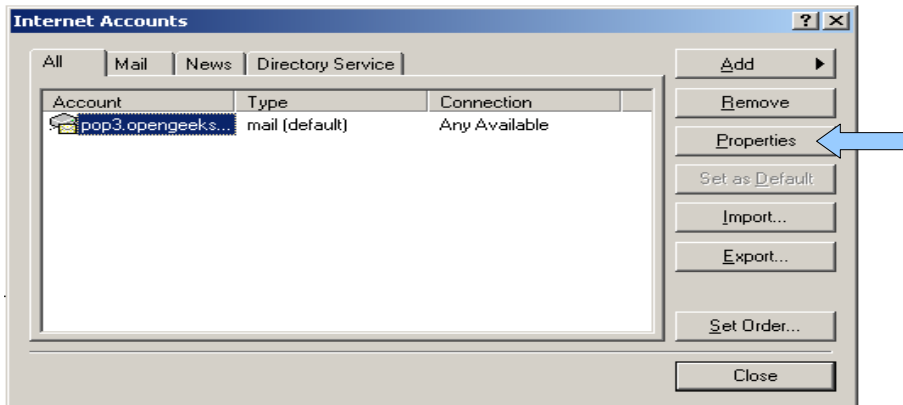 Internet Accounts
All Mail News Directory Service
Add
Account Type Connection
Remove
pop3.opengeeks... mail (default) Any Available
Properties
Set as Default
Import...
Export...
Set Order...
Close